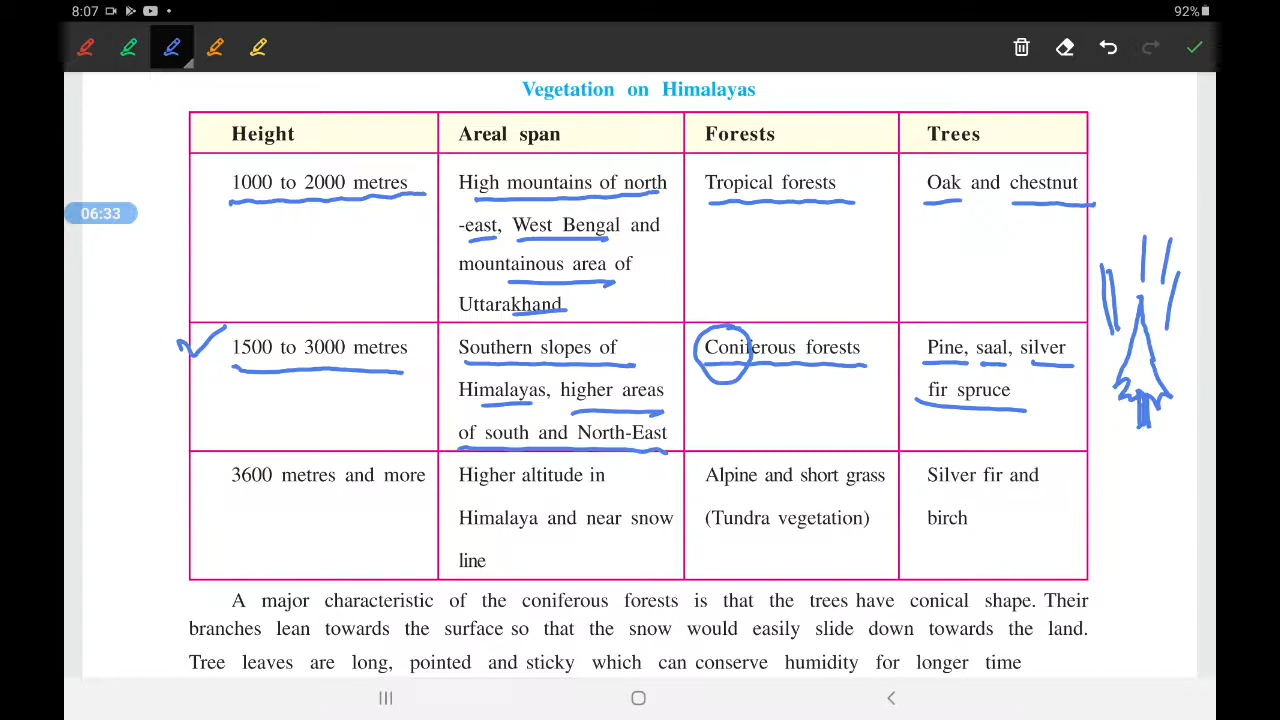 8:07
92%
Vegetation on Himalayas
Height Areal span Forests Trees
1000 to 2000 metres High mountains of north Tropical forests Oak and chestnut
06:33
-east, West Bengal and
mountainous area of
Uttarakhand
1500 to 3000 metres Southern slopes of Coniferous forests Pine, saal, silver
Himalayas, higher areas fir spruce
of south and North-East
3600 metres and more Higher altitude in Alpine and short grass Silver fir and
Himalaya and near snow (Tundra vegetation) birch
line
A major characteristic of the coniferous forests is that the trees have conical shape. Their
branches lean towards the surface so that the snow would easily slide down towards the land.
Tree leaves are long, pointed and sticky which can conserve humidity for longer time